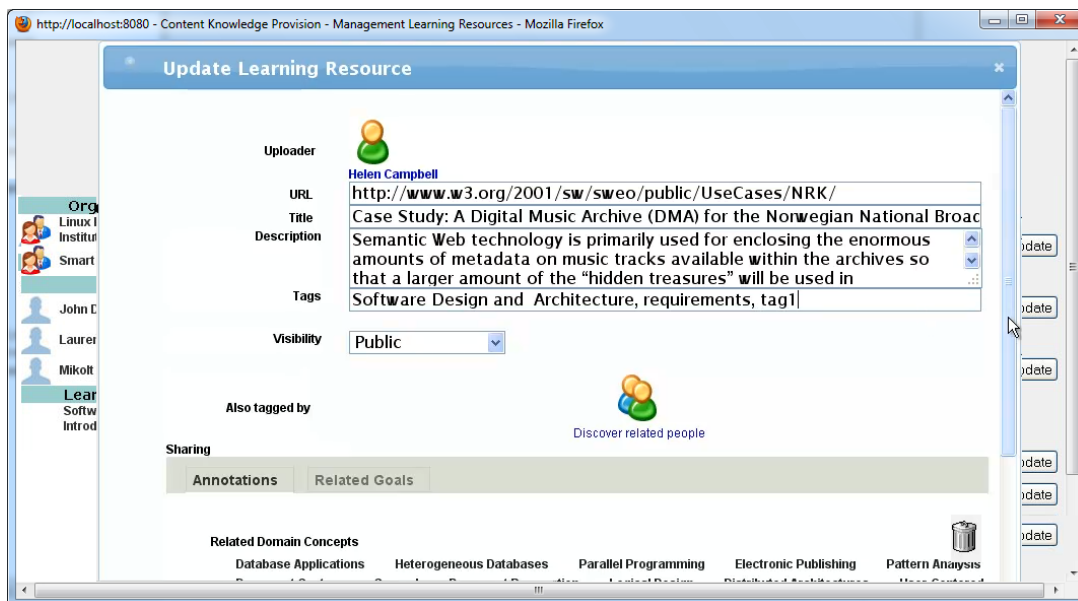 http://localhost:8080 - Content Knowledge Provision - Management Learning Resources - Mozilla Firefox
Update Learning Resource
Uploader
Helen Campbell
URL http://www.w3.org/2001/sw/sweo/public/UseCases/NRK/
Title Case Study: A Digital Music Archive (DMA) for the Norwegian National Broad
Description Semantic Web technology is primarily used for enclosing the enormous
amounts of metadata on music tracks available within the archives so
that a larger amount of the “hidden treasures” will be used in
Tags Software Design and  Architecture, requirements, tag1
Visibility Public
Also tagged by
Discover related people
Sharing
Annotations Related Goals
Related Domain Concepts
Database Applications Heterogeneous Databases Parallel Programming Electronic Publishing Pattern Analysis
Org
Linux I
Institut
Smart
John D
Laurer
Mikolt
Lear
Softw
Introd
pdate
pdate
pdate
pdate
pdate
pdate